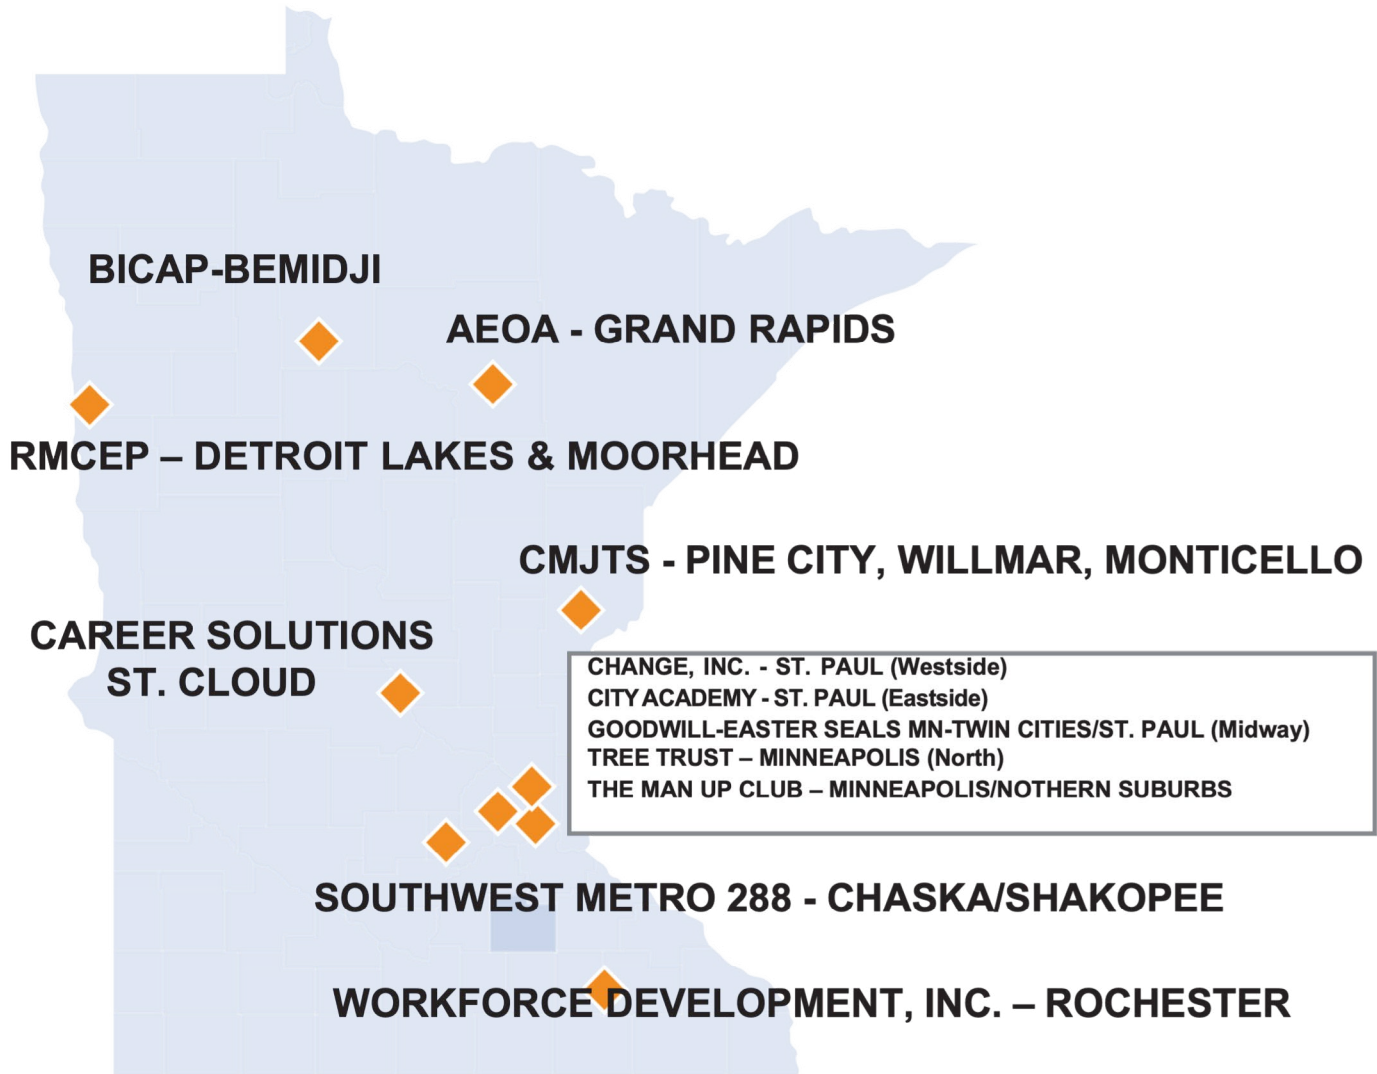 BICAP-BEMIDJI
AEOA - GRAND RAPIDS
RMCEP – DETROIT LAKES & MOORHEAD
CMJTS - PINE CITY, WILLMAR, MONTICELLO
CAREER SOLUTIONS
ST. CLOUD
CHANGE, INC. - ST. PAUL (Westside)
CITY ACADEMY - ST. PAUL (Eastside)
GOODWILL-EASTER SEALS MN-TWIN CITIES/ST. PAUL (Midway)
TREE TRUST – MINNEAPOLIS (North)
THE MAN UP CLUB – MINNEAPOLIS/NOTHERN SUBURBS
SOUTHWEST METRO 288 - CHASKA/SHAKOPEE
WORKFORCE DEVELOPMENT, INC. – ROCHESTER